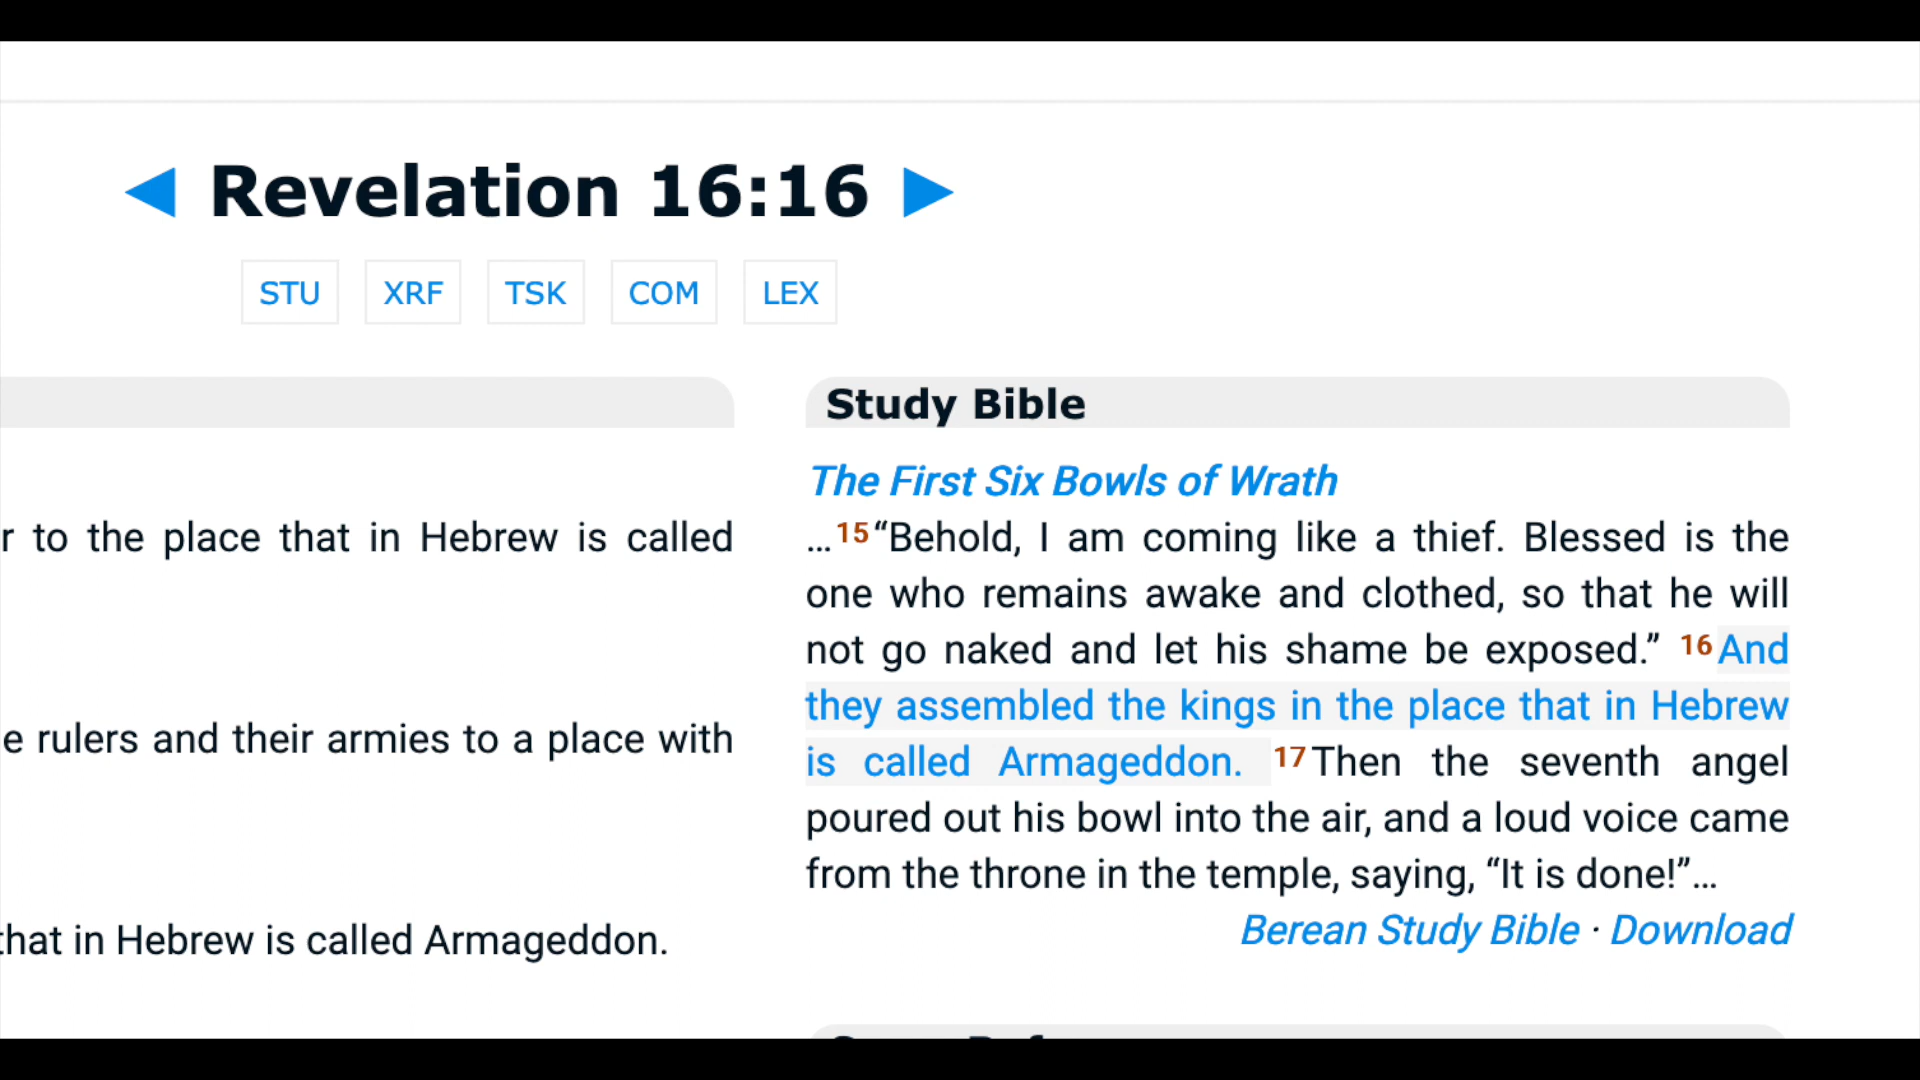 ◀ Revelation 16:16 ▶
STU XRF TSK COM LEX
r to the place that in Hebrew is called
e rulers and their armies to a place with
that in Hebrew is called Armageddon.
Study Bible
The First Six Bowls of Wrath
…15“Behold, I am coming like a thief. Blessed is the
one who remains awake and clothed, so that he will
not go naked and let his shame be exposed.” 16And
they assembled the kings in the place that in Hebrew
is called Armageddon. 17Then the seventh angel
poured out his bowl into the air, and a loud voice came
from the throne in the temple, saying, “It is done!”…
Berean Study Bible · Download